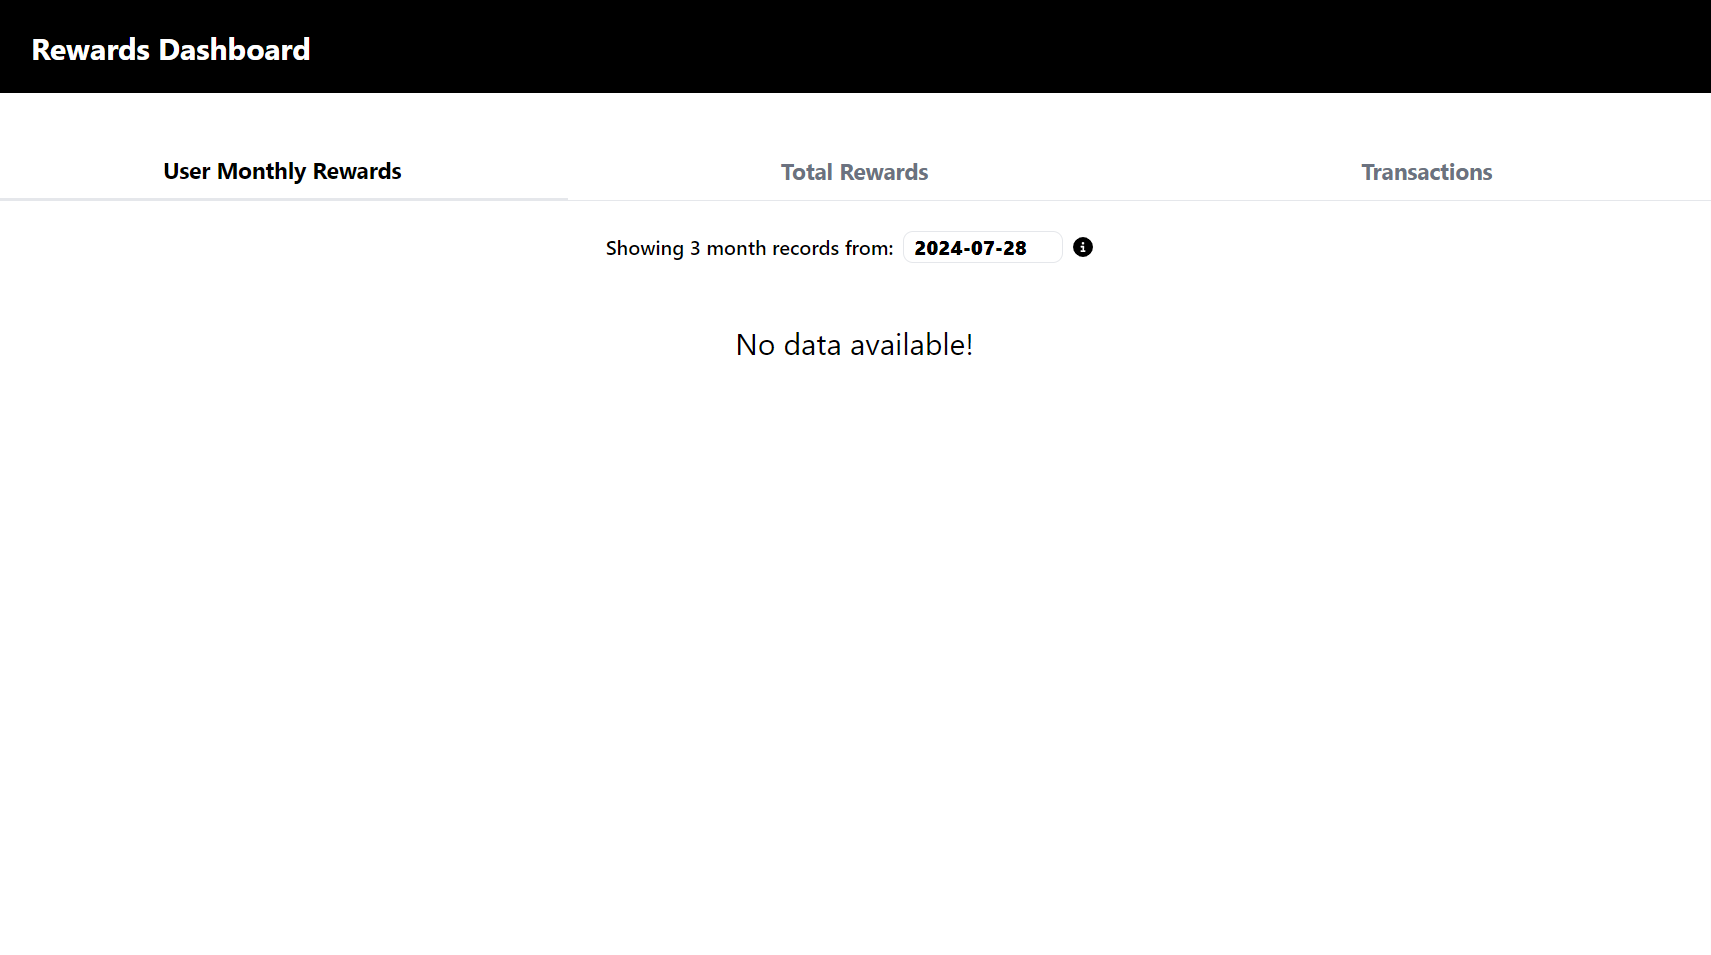 Rewards Dashboard
User Monthly Rewards
Total Rewards
Transactions
Showing 3 month records from: 2024-07-28
No data available!